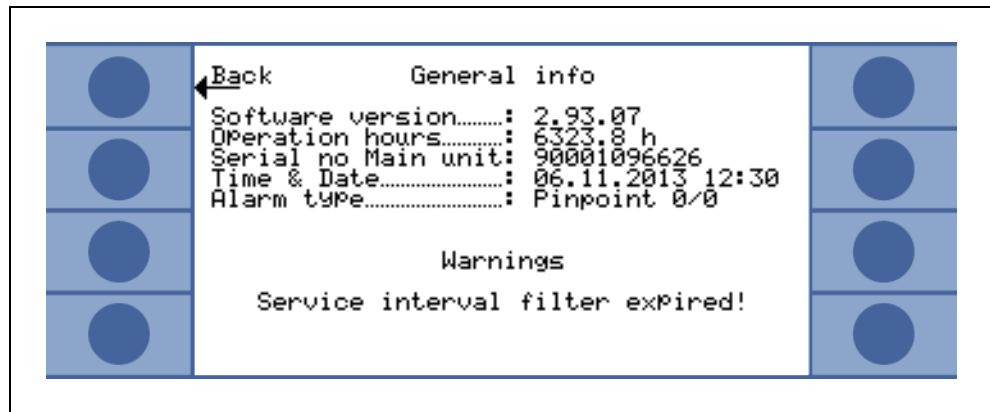 Back General info
Software version........: 2.93.07
Operation hours..........: 6323.8 h
Serial no Main unit: 90001096626
Time & Date......................: 06.11.2013 12:30
Alarm type.........................: Pinpoint 0/0
Warnings
Service interval filter expired!